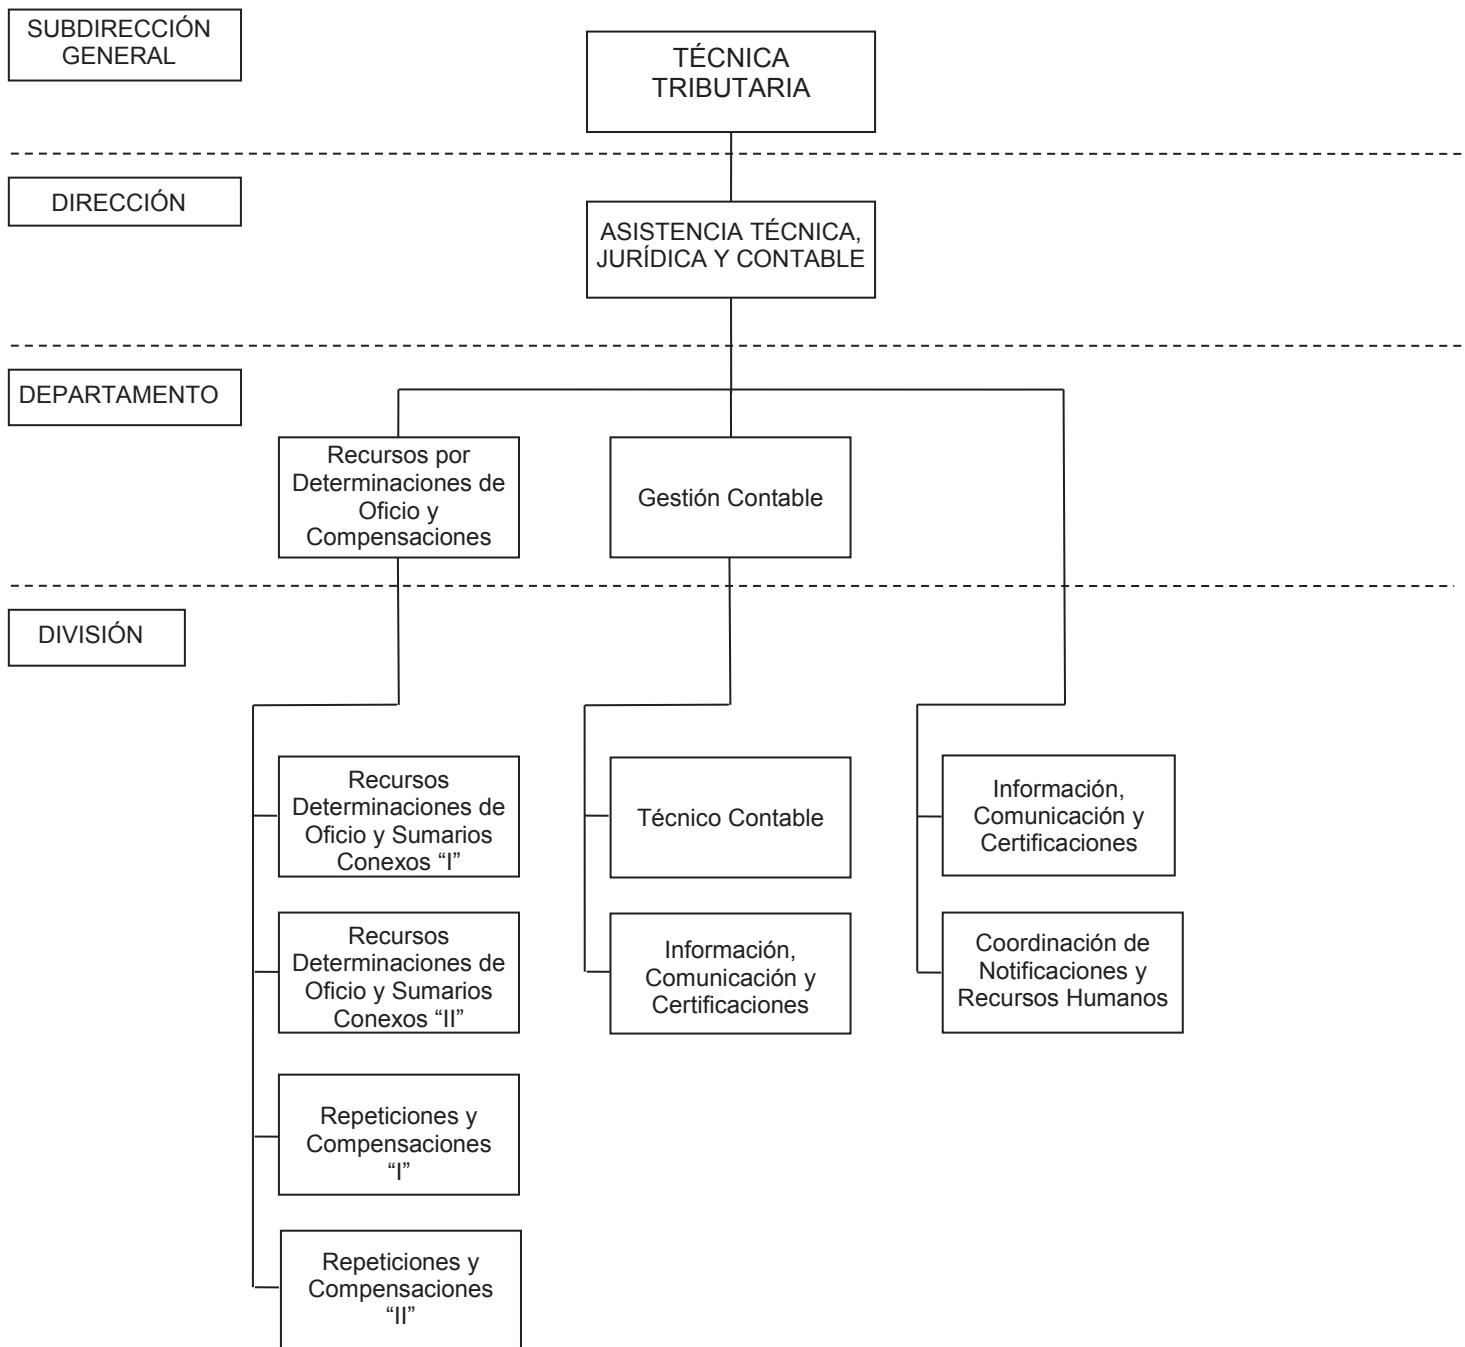 SUBDIRECCIÓN
GENERAL
TÉCNICA
TRIBUTARIA
DIRECCIÓN
ASISTENCIA TÉCNICA,
JURÍDICA Y CONTABLE
DEPARTAMENTO
Recursos por
Determinaciones de
Oficio y
Compensaciones
Gestión Contable
DIVISIÓN
Recursos
Determinaciones de
Oficio y Sumarios
Conexos “I”
Técnico Contable
Información,
Comunicación y
Certificaciones
Recursos
Determinaciones de
Oficio y Sumarios
Conexos “II”
Información,
Comunicación y
Certificaciones
Coordinación de
Notificaciones y
Recursos Humanos
Repeticiones y
Compensaciones
“I”
Repeticiones y
Compensaciones
“II”